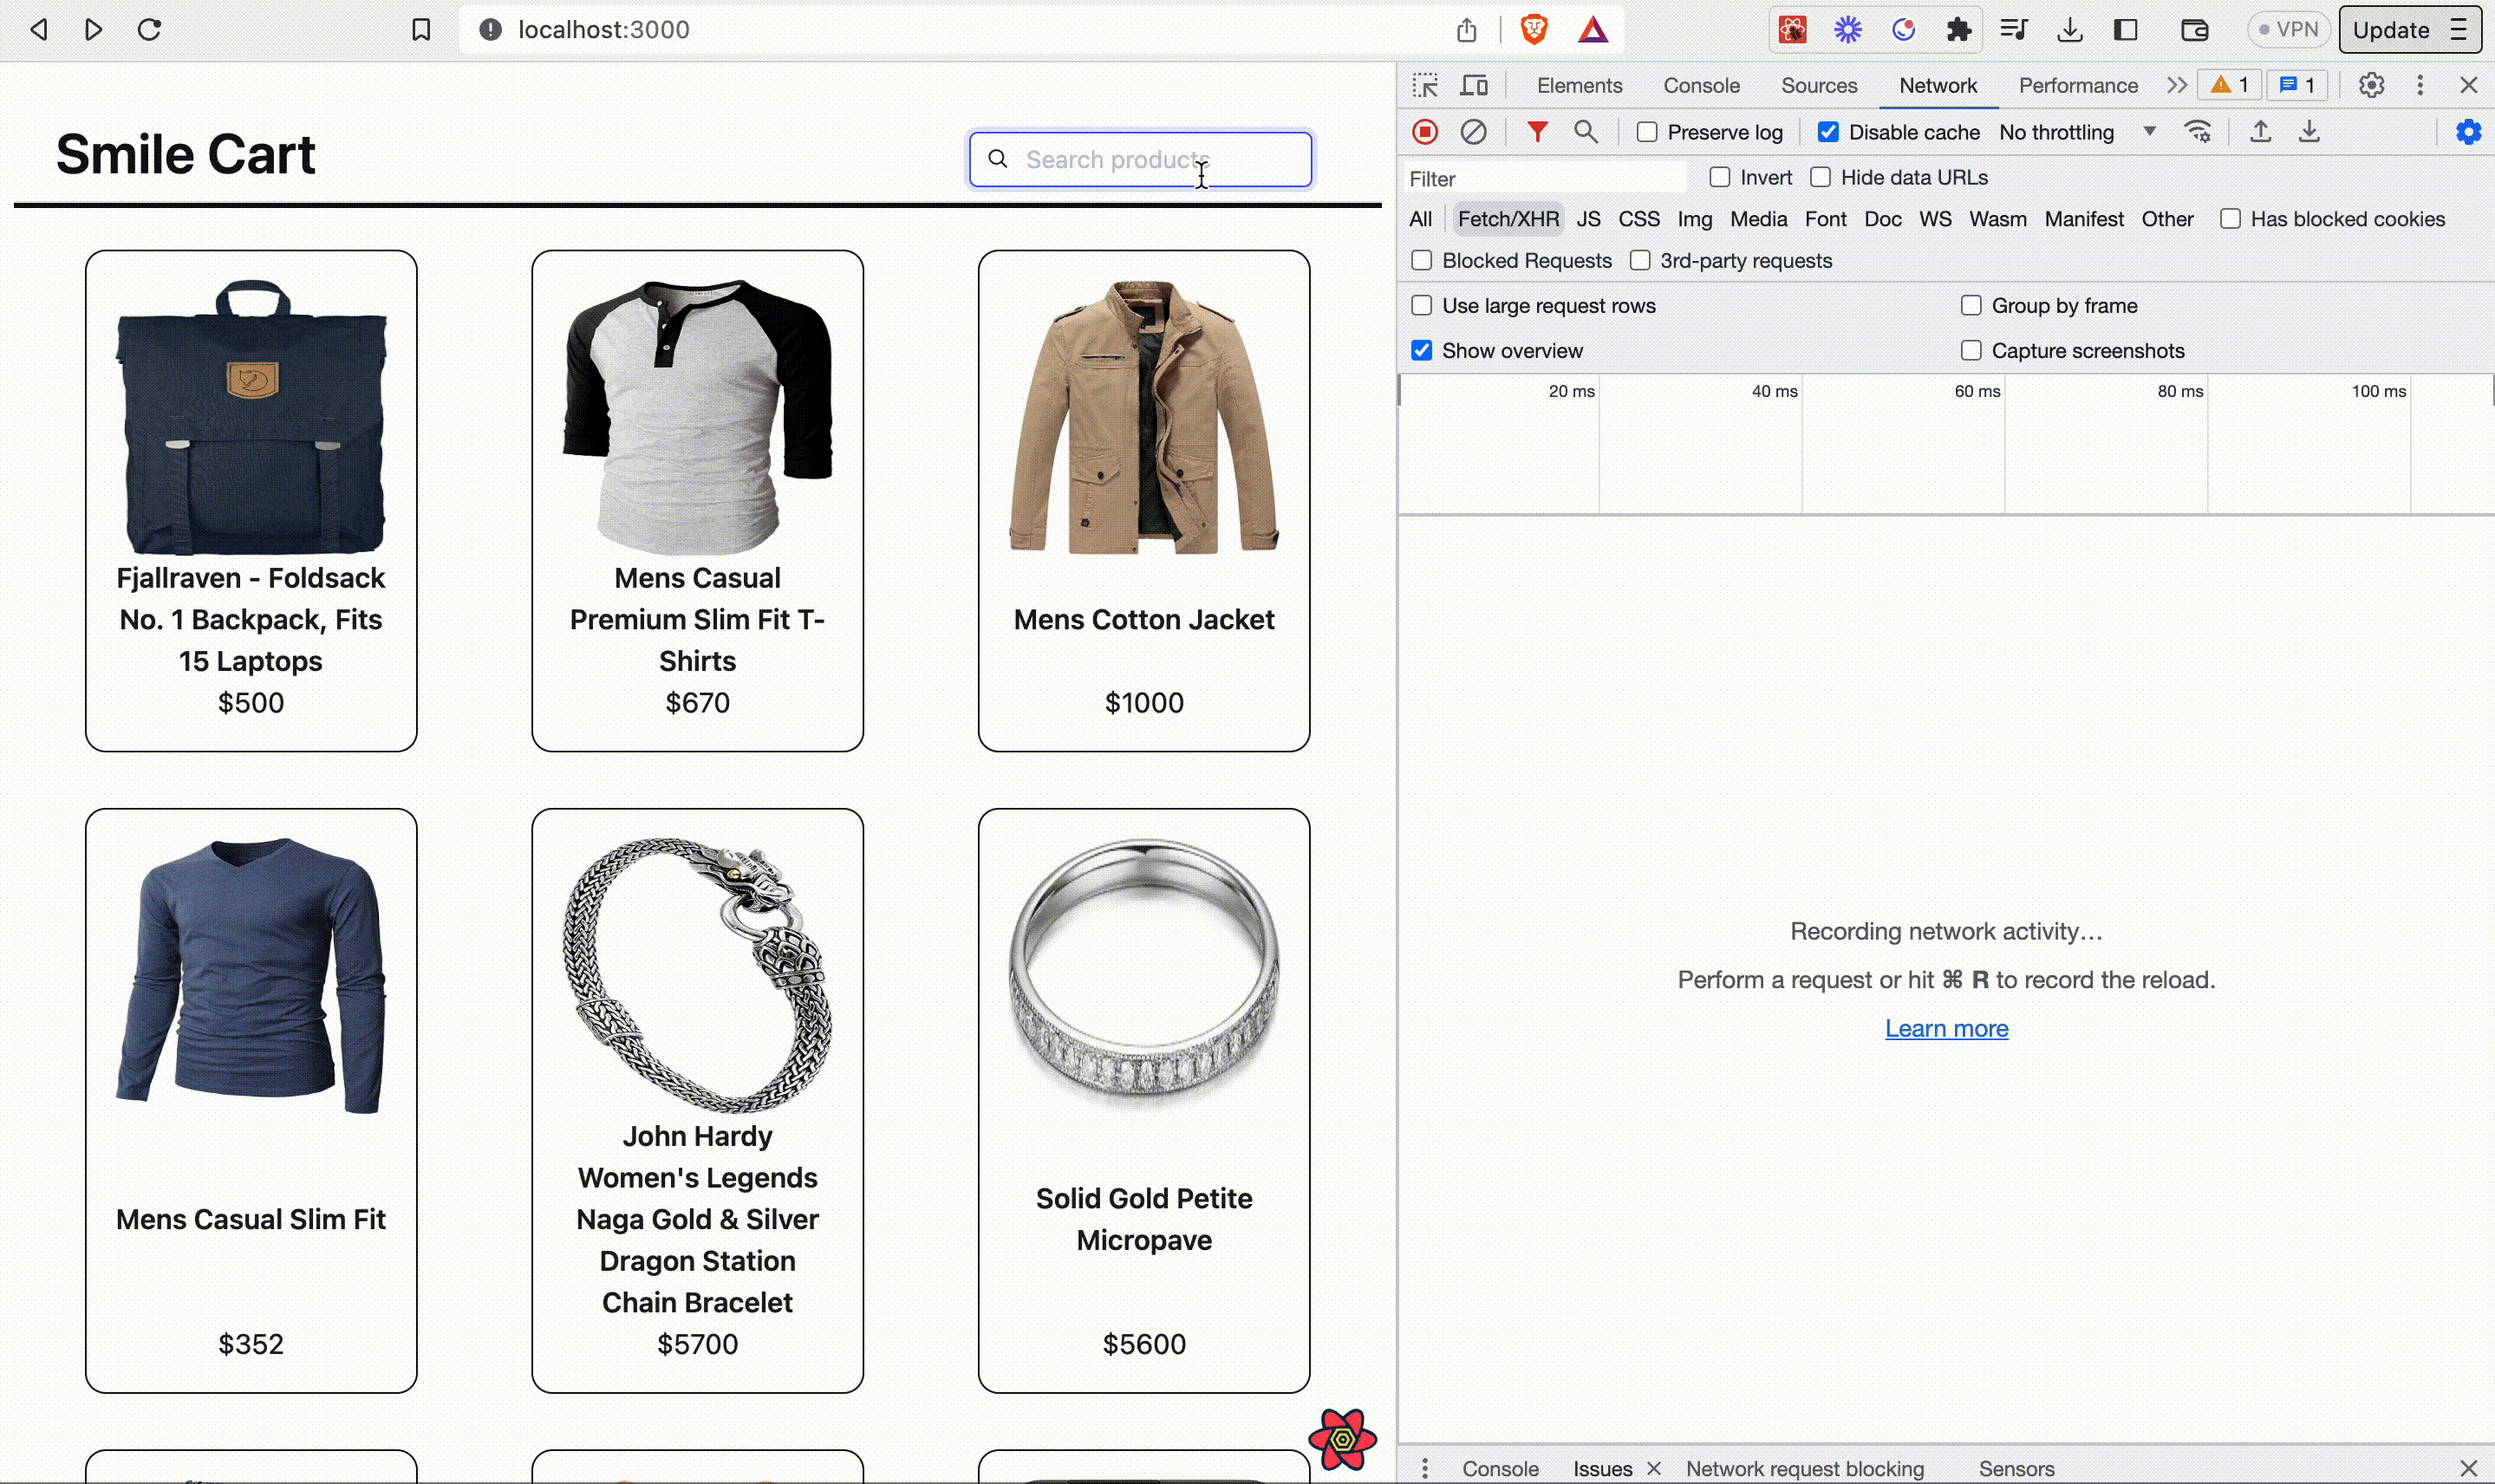 localhost:3000
VPN
Update
Smile Cart
Search products
Fjallraven - Foldsack
No. 1 Backpack, Fits
15 Laptops
$500
Mens Casual
Premium Slim Fit T-
Shirts
$670
Mens Cotton Jacket
$1000
Mens Casual Slim Fit
$352
John Hardy
Women's Legends
Naga Gold & Silver
Dragon Station
Chain Bracelet
$5700
Solid Gold Petite
Micropave
$5600
Elements Console Sources Network Performance 1 1
Preserve log Disable cache No throttling
Filter Invert Hide data URLs
All Fetch/XHR JS CSS Img Media Font Doc WS Wasm Manifest Other Has blocked cookies
Blocked Requests 3rd-party requests
Use large request rows Group by frame
Show overview Capture screenshots
20 ms 40 ms 60 ms 80 ms 100 ms
Recording network activity…
Perform a request or hit ⌘ R to record the reload.
Learn more
Console Issues Network request blocking Sensors